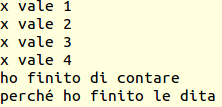 x vale 1
x vale 2
x vale 3
x vale 4
ho finito di contare
perché ho finito le dita